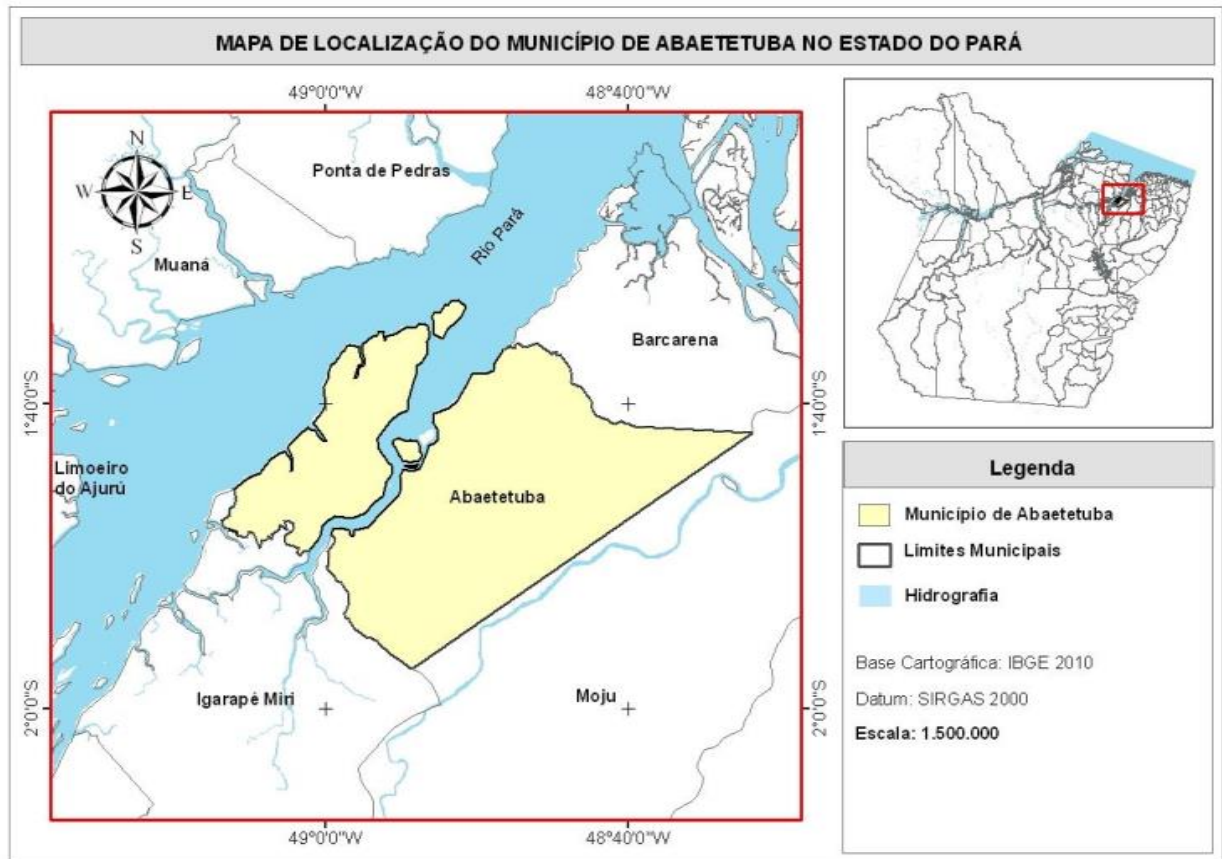 MAPA DE LOCALIZAÇÃO DO MUNICÍPIO DE ABAETETUBA NO ESTADO DO PARÁ
49°0'0"W
48°40'0"W
N
W
E
S
Ponta de Pedras
Muaná
Rio Pará
Barcarena
1°40'0"S
1°40'0"S
Limoeiro
do Ajurú
Abaetetuba
Igarapé Miri
Moju
2°0'0"S
2°0'0"S
49°0'0"W
48°40'0"W
Legenda
Município de Abaetetuba
Limites Municipais
Hidrografia
Base Cartográfica: IBGE 2010
Datum: SIRGAS 2000
Escala: 1.500.000